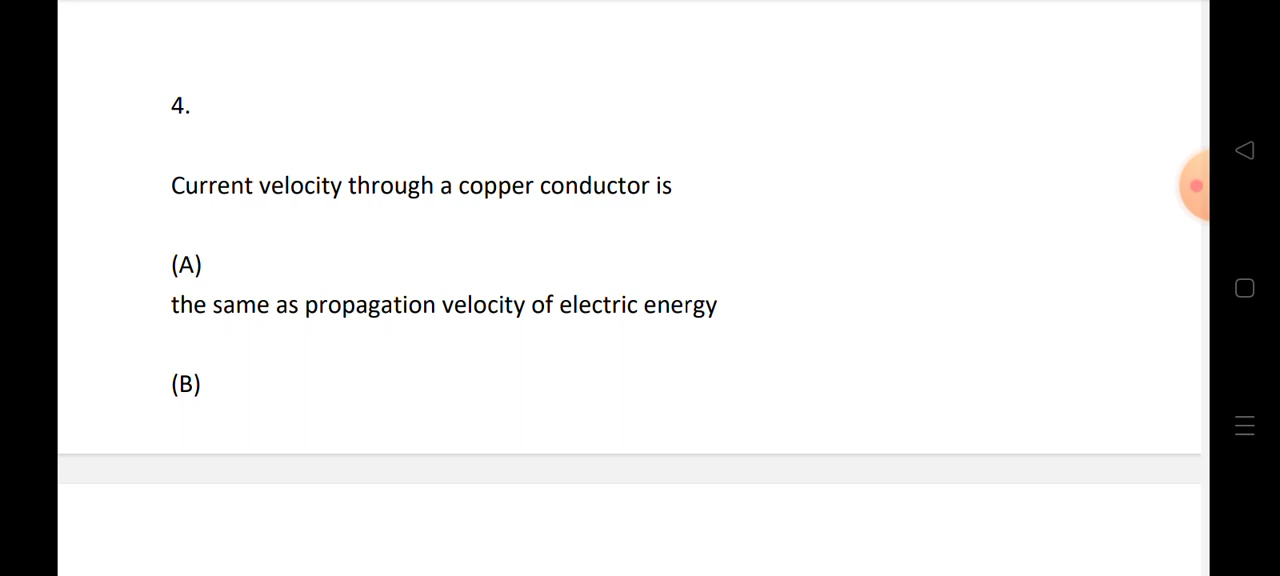 4.
Current velocity through a copper conductor is
(A)
the same as propagation velocity of electric energy
(B)